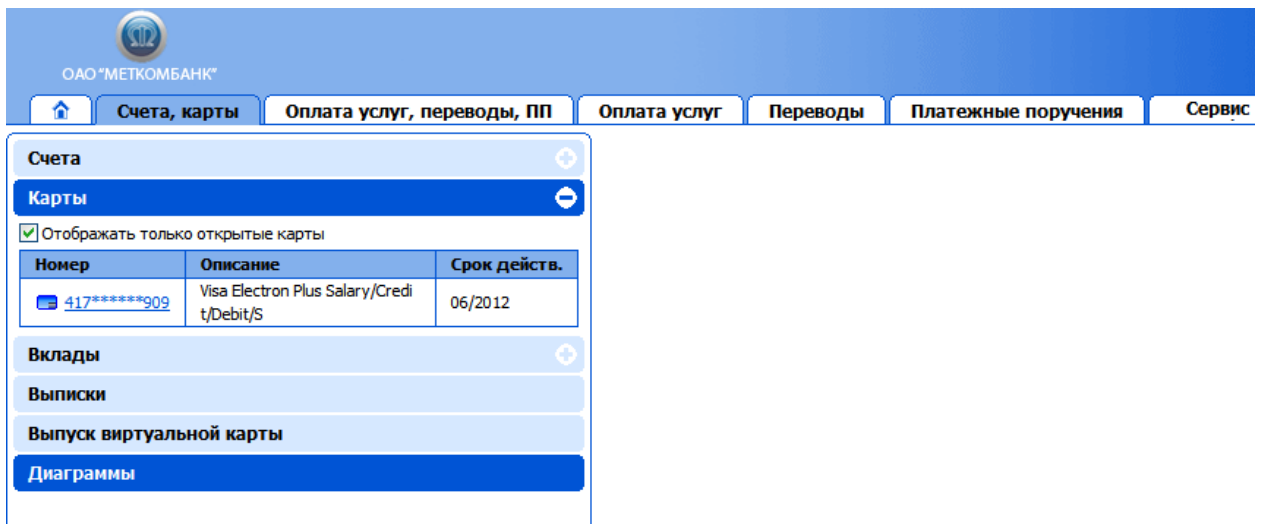 ОАО "МЕТКОМБАНК"
Счета, карты Оплата услуг, переводы, ПП Оплата услуг Переводы Платежные поручения Сервис
Счета
Карты
Отображать только открытые карты
Номер Описание Срок действ.
417******909 Visa Electron Plus Salary/Credi 06/2012
t/Debit/S
Вклады
Выписки
Выпуск виртуальной карты
Диаграммы